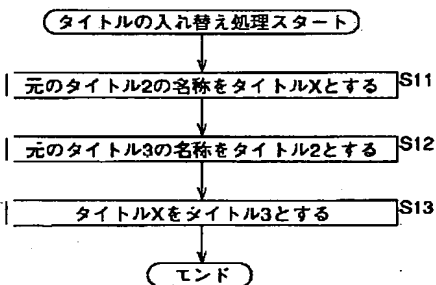 タイトルの入れ替え処理スタート
元のタイトル2の名称をタイトルXとする S11
元のタイトル3の名称をタイトル2とする S12
タイトルXをタイトル3とする S13
エンド